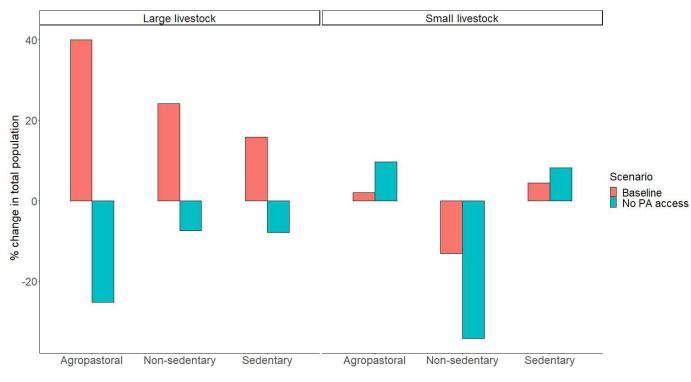 Large livestock
Small livestock
% change in total population
40
20
0
-20
Agropastoral
Non-sedentary
Sedentary
Agropastoral
Non-sedentary
Sedentary
Scenario
Baseline
No PA access